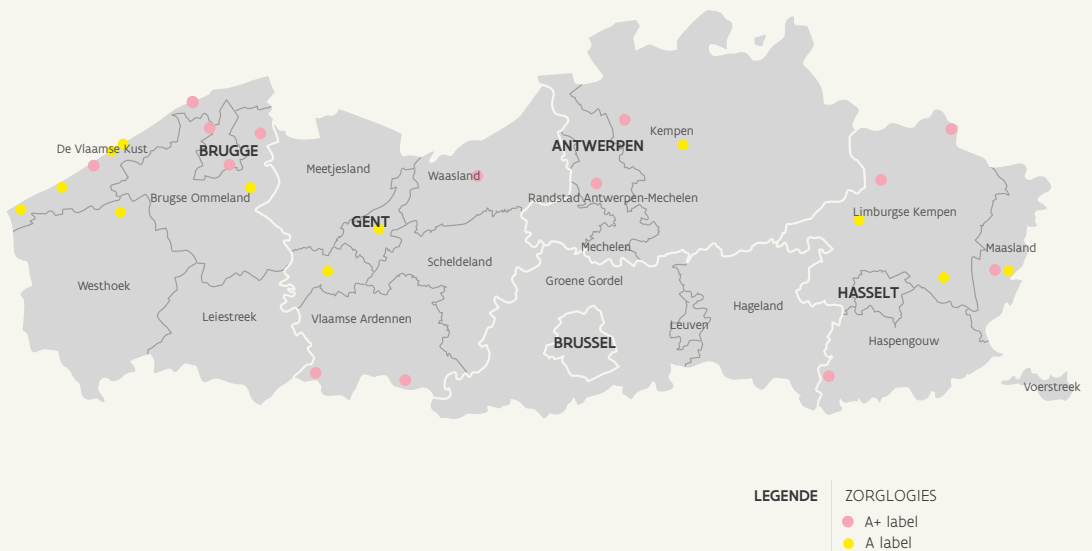 Kempen
ANTWERPEN
De Vlaamse Kust
BRUGGE
Meetjesland
Waasland
Brugse Ommeland
Randstad Antwerpen-Mechelen
GENT
Limburgse Kempen
Mechelen
Maasland
Scheldeland
Groene Gordel
Westhoek
HASSELT
Hageland
Leiestreek
Vlaamse Ardennen
Leuven
BRUSSEL
Haspengouw
Voerstreek
LEGENDE
ZORGLOGIES
A+ label
A label